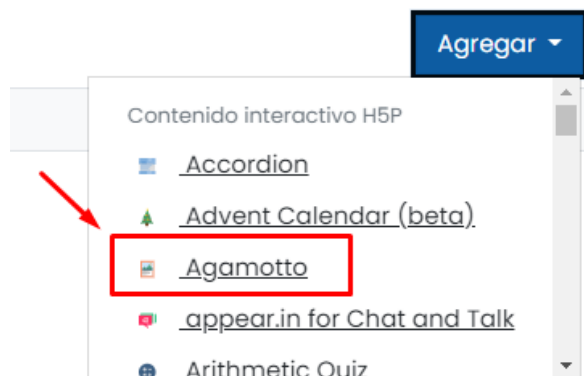 Agregar
Contenido interactivo H5P
Accordion
Advent Calendar (beta)
Agamotto
appear.in for Chat and Talk
Arithmetic Quiz